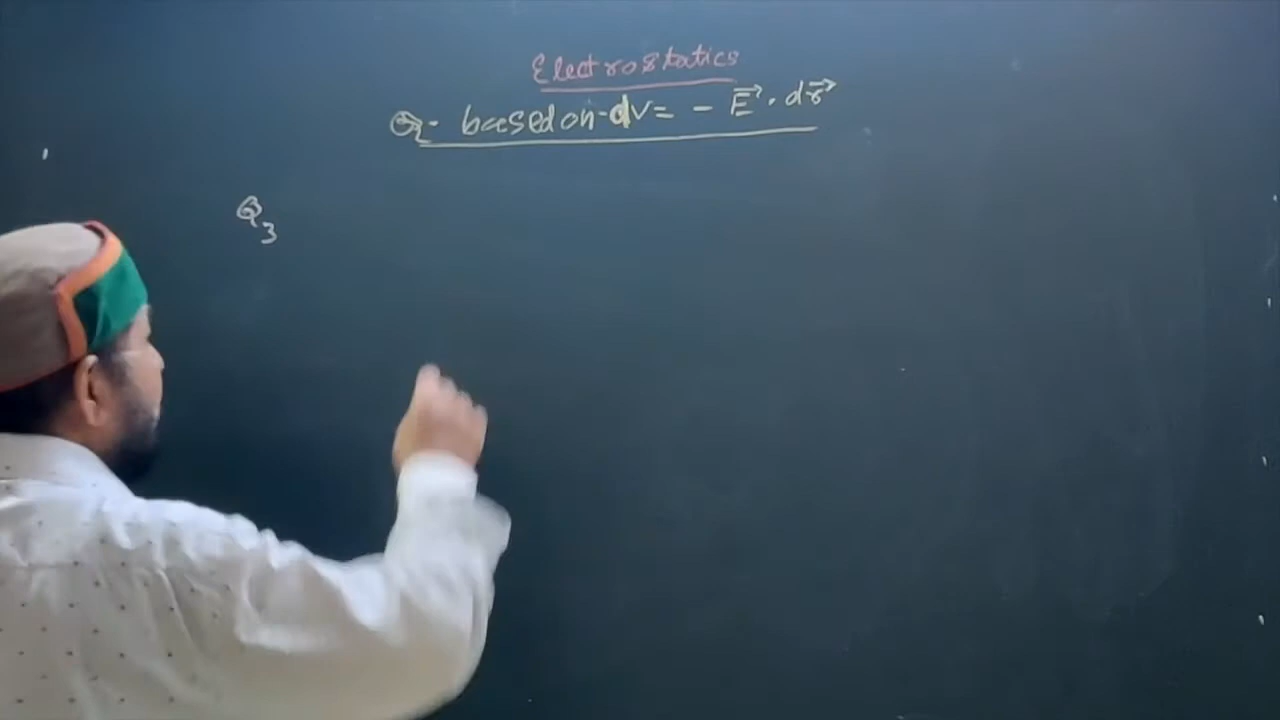 Electrostatics
Q- based on - dV = - E⃗ . dr⃗
Q3